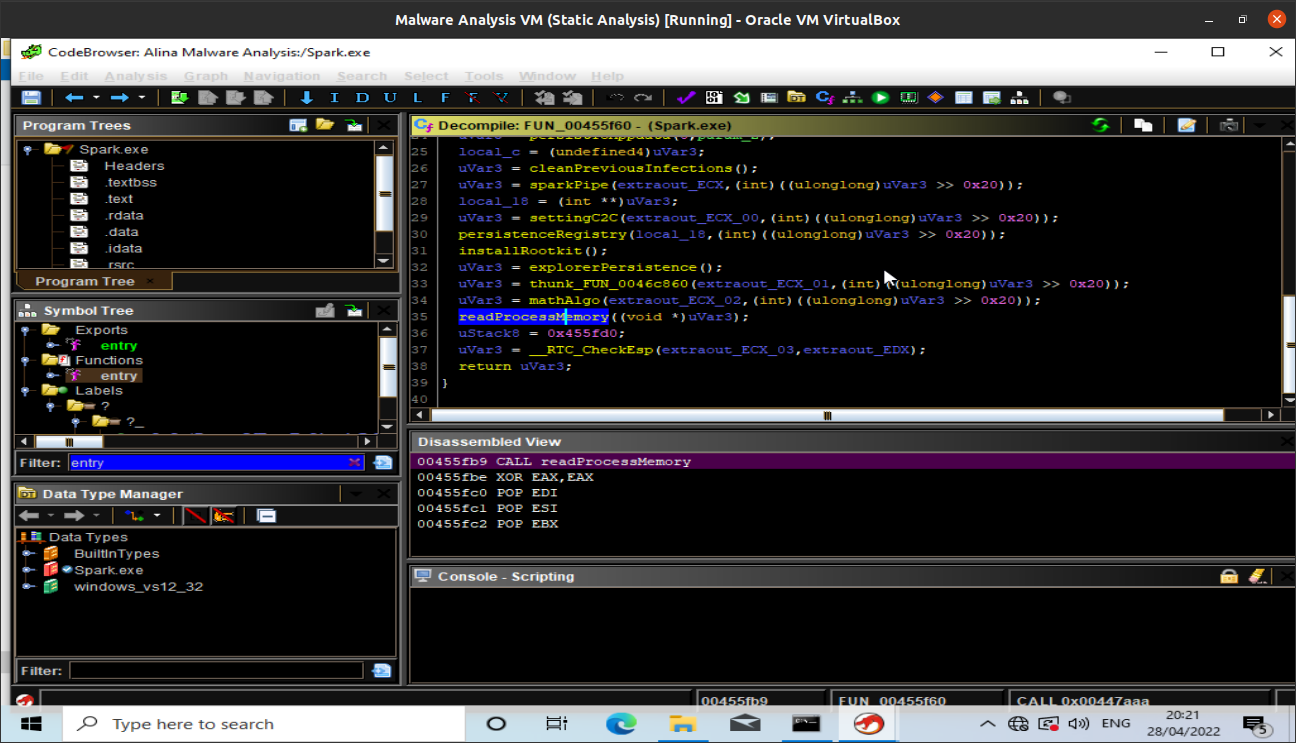 Malware Analysis VM (Static Analysis) [Running] - Oracle VM VirtualBox
CodeBrowser: Alina Malware Analysis:/Spark.exe
File Edit Analysis Graph Navigation Search Select Tools Window Help
I D U L F
Program Trees
Spark.exe
Headers
.textbss
.text
.rdata
.data
.idata
.rsrc
Program Tree ×
Symbol Tree
Exports
entry
Functions
entry
Labels
?
?_
Filter: entry
Data Type Manager
Data Types
BuiltInTypes
Spark.exe
windows_vs12_32
Filter:
Decompile: FUN_00455f60 - (Spark.exe)
25 local_c = (undefined4)uVar3;
26 uVar3 = cleanPreviousInfections();
27 uVar3 = sparkPipe(extraout_ECX,(int)((ulonglong)uVar3 >> 0x20));
28 local_18 = (int **)uVar3;
29 uVar3 = settingC2C(extraout_ECX_00,(int)((ulonglong)uVar3 >> 0x20));
30 persistenceRegistry(local_18,(int)((ulonglong)uVar3 >> 0x20));
31 installRootkit();
32 uVar3 = explorerPersistence();
33 uVar3 = thunk_FUN_0046c860(extraout_ECX_01,(int)((ulonglong)uVar3 >> 0x20));
34 uVar3 = mathAlgo(extraout_ECX_02,(int)((ulonglong)uVar3 >> 0x20));
35 readProcessMemory((void *)uVar3);
36 uStack8 = 0x455fd0;
37 uVar3 = __RTC_CheckEsp(extraout_ECX_03,extraout_EDX);
38 return uVar3;
39 }
40
Disassembled View
00455fb9 CALL readProcessMemory
00455fbe XOR EAX,EAX
00455fc0 POP EDI
00455fc1 POP ESI
00455fc2 POP EBX
Console - Scripting
00455fb9 FUN_00455f60 CALL 0x00447aaa
Type here to search
ENG
20:21
28/04/2022
5